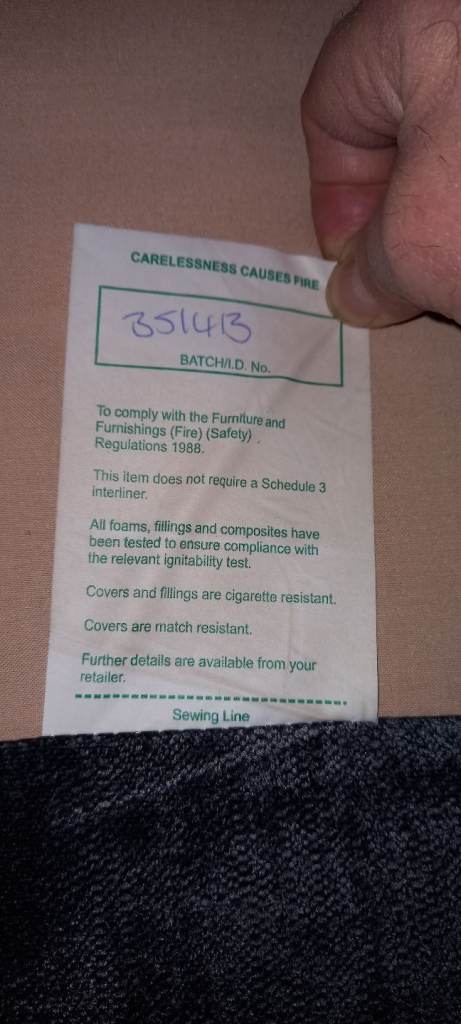 CARELESSNESS CAUSES FIRE
35143
BATCH/I.D. No.
To comply with the Furniture and
Furnishings (Fire) (Safety)
Regulations 1988.
This item does not require a Schedule 3
interliner.
All foams, fillings and composites have
been tested to ensure compliance with
the relevant ignitability test.
Covers and fillings are cigarette resistant.
Covers are match resistant.
Further details are available from your
retailer.
Sewing Line